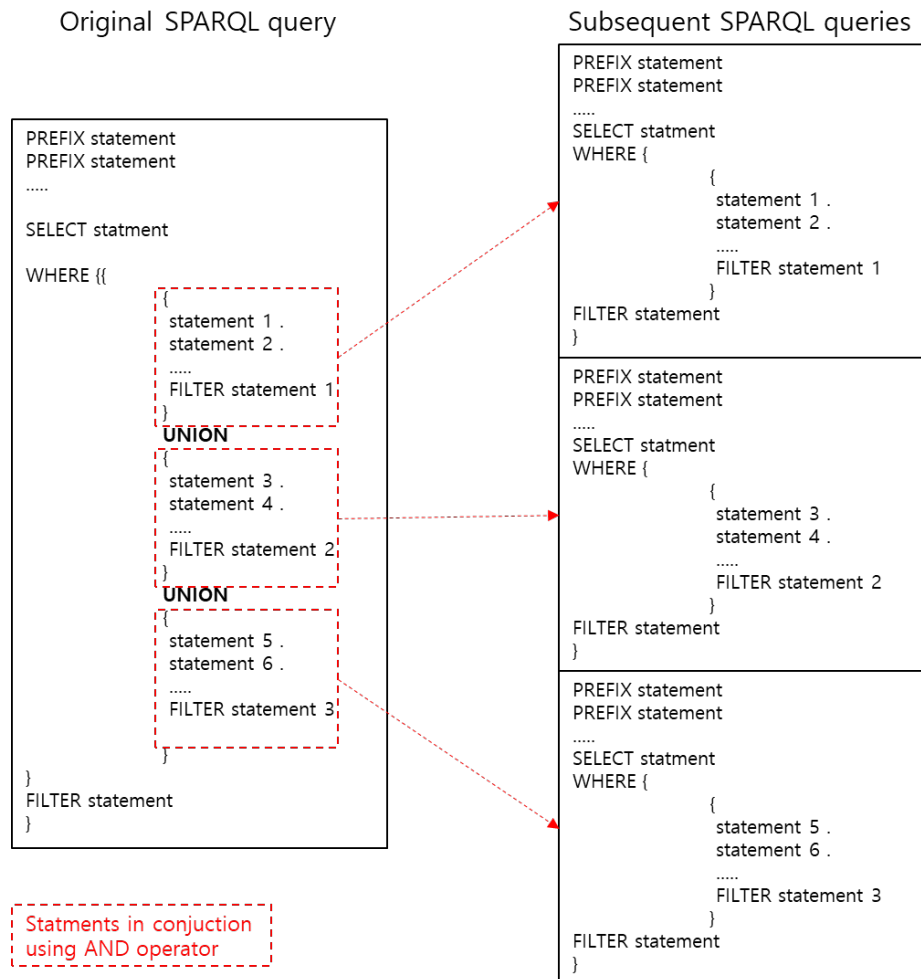 Original SPARQL query
PREFIX statement
PREFIX statement
.....
SELECT statment
WHERE {{
{
statement 1 .
statement 2 .
.....
FILTER statement 1
}
UNION
{
statement 3 .
statement 4 .
.....
FILTER statement 2
}
UNION
{
statement 5 .
statement 6 .
.....
FILTER statement 3
}
}
FILTER statement
}
Statments in conjuction
using AND operator
Subsequent SPARQL queries
PREFIX statement
PREFIX statement
.....
SELECT statment
WHERE {
{
statement 1 .
statement 2 .
.....
FILTER statement 1
}
FILTER statement
}
PREFIX statement
PREFIX statement
.....
SELECT statment
WHERE {
{
statement 3 .
statement 4 .
.....
FILTER statement 2
}
FILTER statement
}
PREFIX statement
PREFIX statement
.....
SELECT statment
WHERE {
{
statement 5 .
statement 6 .
.....
FILTER statement 3
}
FILTER statement
}